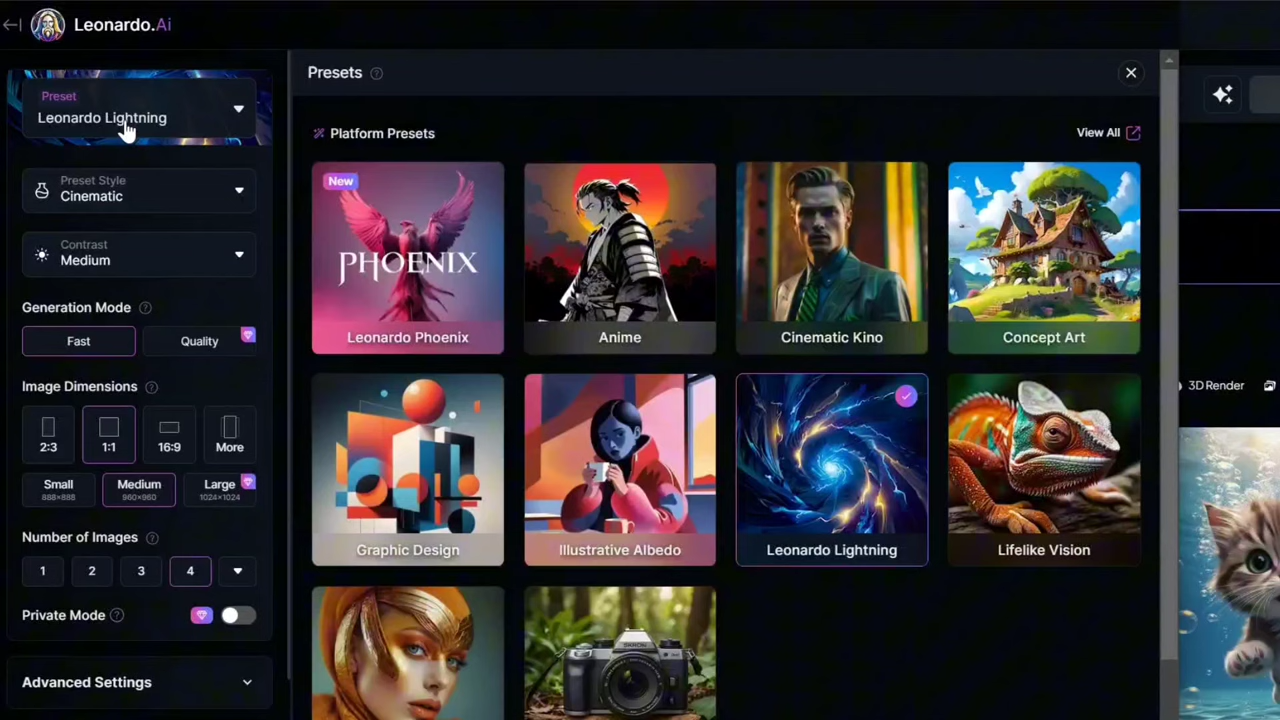 Leonardo.Ai
Preset
Leonardo Lightning
Preset Style
Cinematic
Contrast
Medium
Generation Mode
Fast
Quality
Image Dimensions
2:3
1:1
16:9
More
Small
888×888
Medium
960×960
Large
1024×1024
Number of Images
1
2
3
4
Private Mode
Advanced Settings
Presets
Platform Presets
View All
New
PHOENIX
Leonardo Phoenix
Anime
Cinematic Kino
Concept Art
Graphic Design
Illustrative Albedo
Leonardo Lightning
Lifelike Vision
3D Render